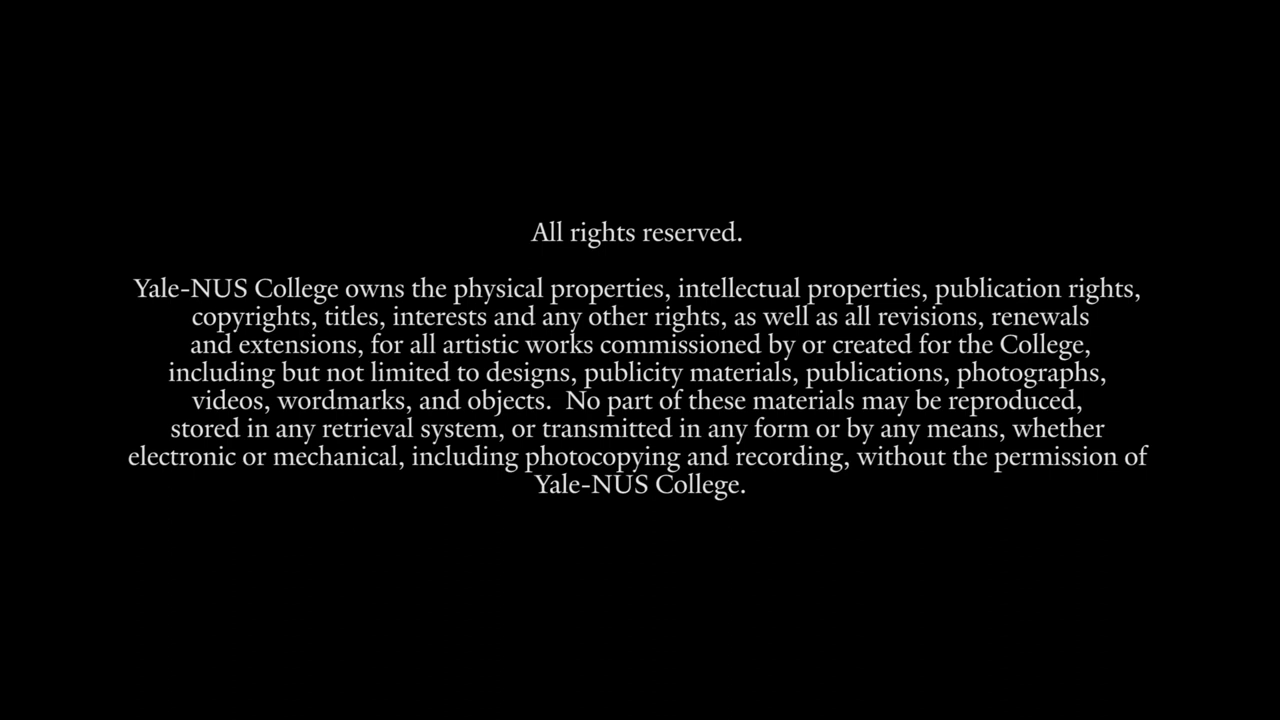 All rights reserved.
Yale-NUS College owns the physical properties, intellectual properties, publication rights,
copyrights, titles, interests and any other rights, as well as all revisions, renewals
and extensions, for all artistic works commissioned by or created for the College,
including but not limited to designs, publicity materials, publications, photographs,
videos, wordmarks, and objects.  No part of these materials may be reproduced,
stored in any retrieval system, or transmitted in any form or by any means, whether
electronic or mechanical, including photocopying and recording, without the permission of
Yale-NUS College.